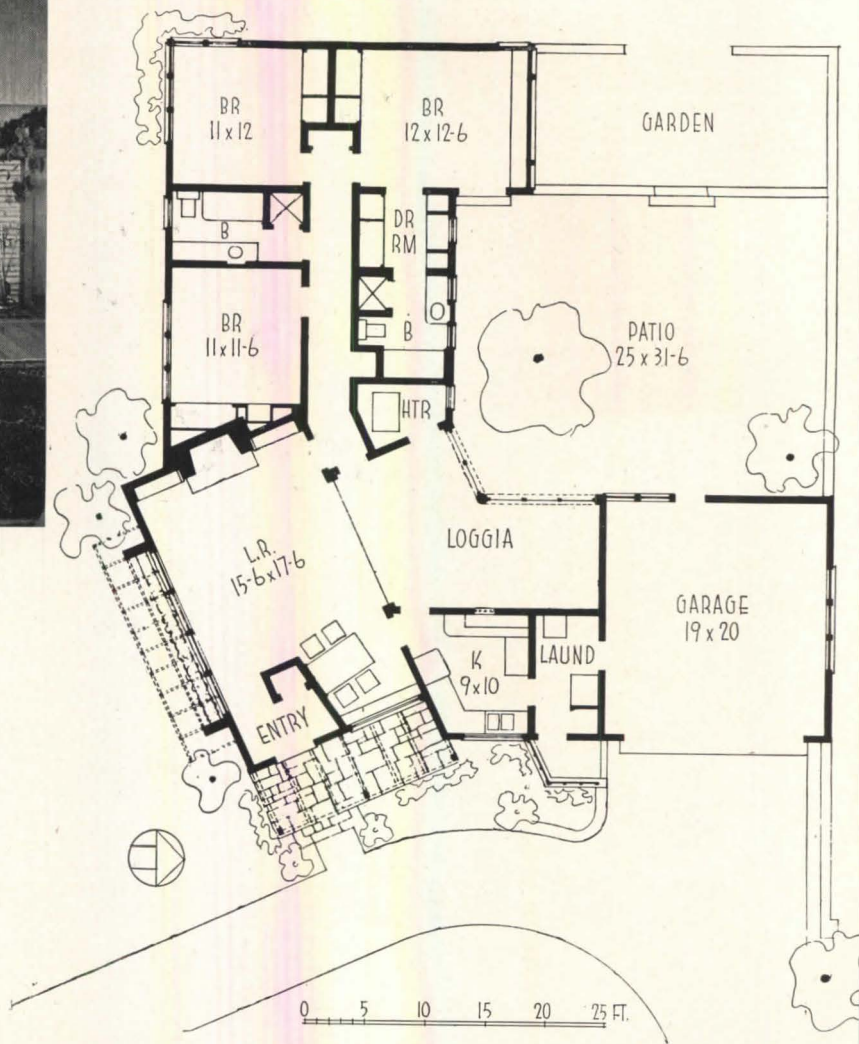 BR
11 x 12
BR
12 x 12-6
GARDEN
B
DR
RM
BR
11 x 11-6
B
PATIO
25 x 31-6
HTR
L.R.
15-6 x 17-6
LOGGIA
GARAGE
19 x 20
K
9 x 10
LAUND
ENTRY
0 5 10 15 20 25 FT.